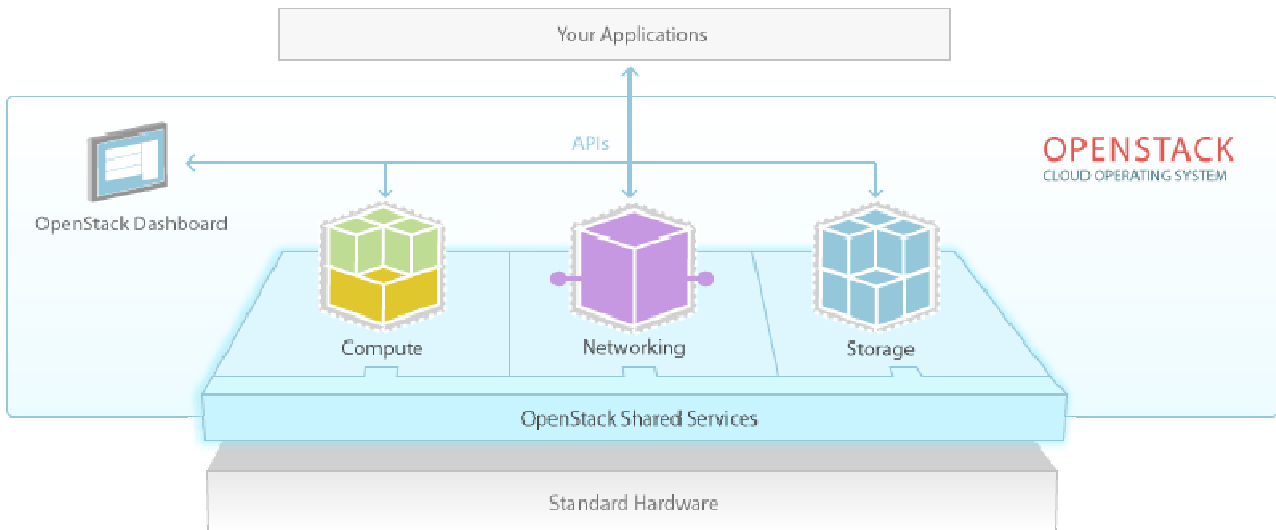 Your Applications
APIs
OPENSTACK
CLOUD OPERATING SYSTEM
OpenStack Dashboard
Compute
Networking
Storage
OpenStack Shared Services
Standard Hardware